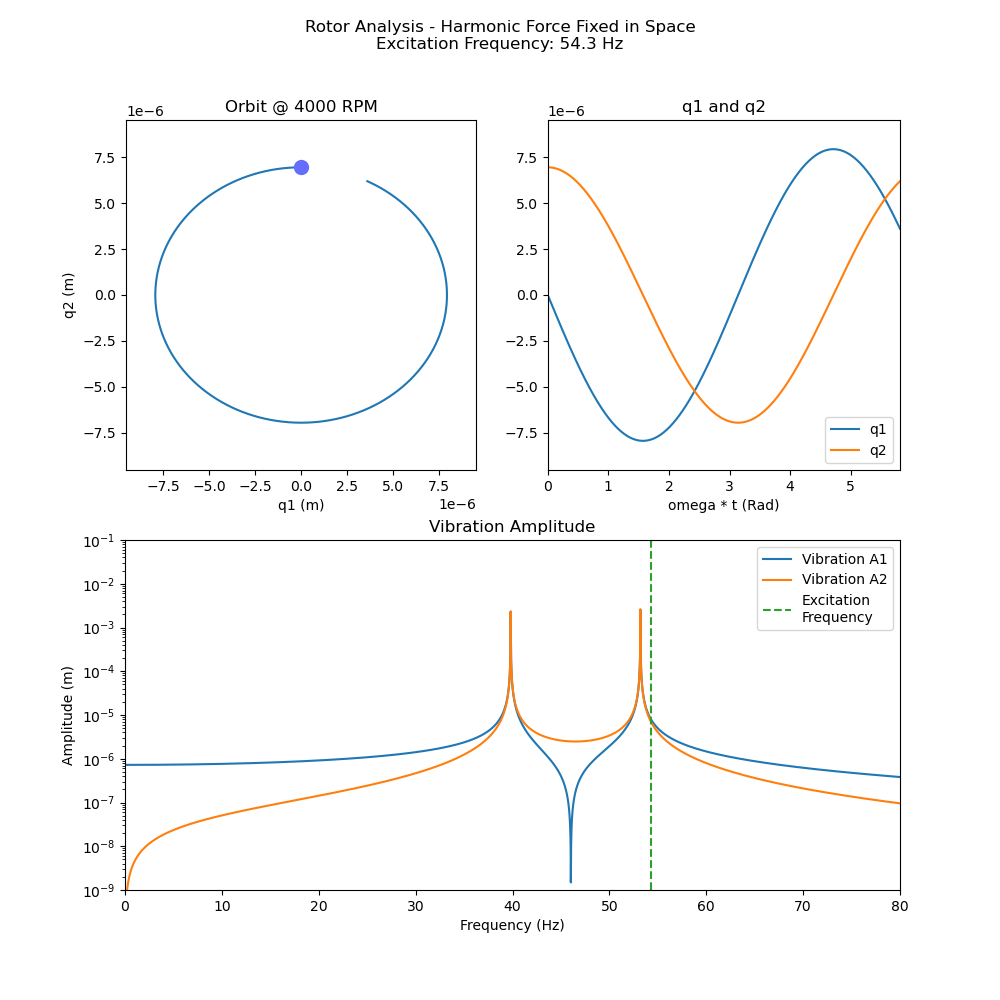 Rotor Analysis - Harmonic Force Fixed in Space
Excitation Frequency: 54.3 Hz
Orbit @ 4000 RPM
1e−6
7.5
5.0
2.5
0.0
−2.5
−5.0
−7.5
q2 (m)
−7.5 −5.0 −2.5 0.0 2.5 5.0 7.5
q1 (m)
1e−6
q1 and q2
1e−6
7.5
5.0
2.5
0.0
−2.5
−5.0
−7.5
q1
q2
0 1 2 3 4 5
omega * t (Rad)
Vibration Amplitude
10⁻¹
10⁻²
10⁻³
10⁻⁴
10⁻⁵
10⁻⁶
10⁻⁷
10⁻⁸
10⁻⁹
Amplitude (m)
Vibration A1
Vibration A2
Excitation
Frequency
0 10 20 30 40 50 60 70 80
Frequency (Hz)